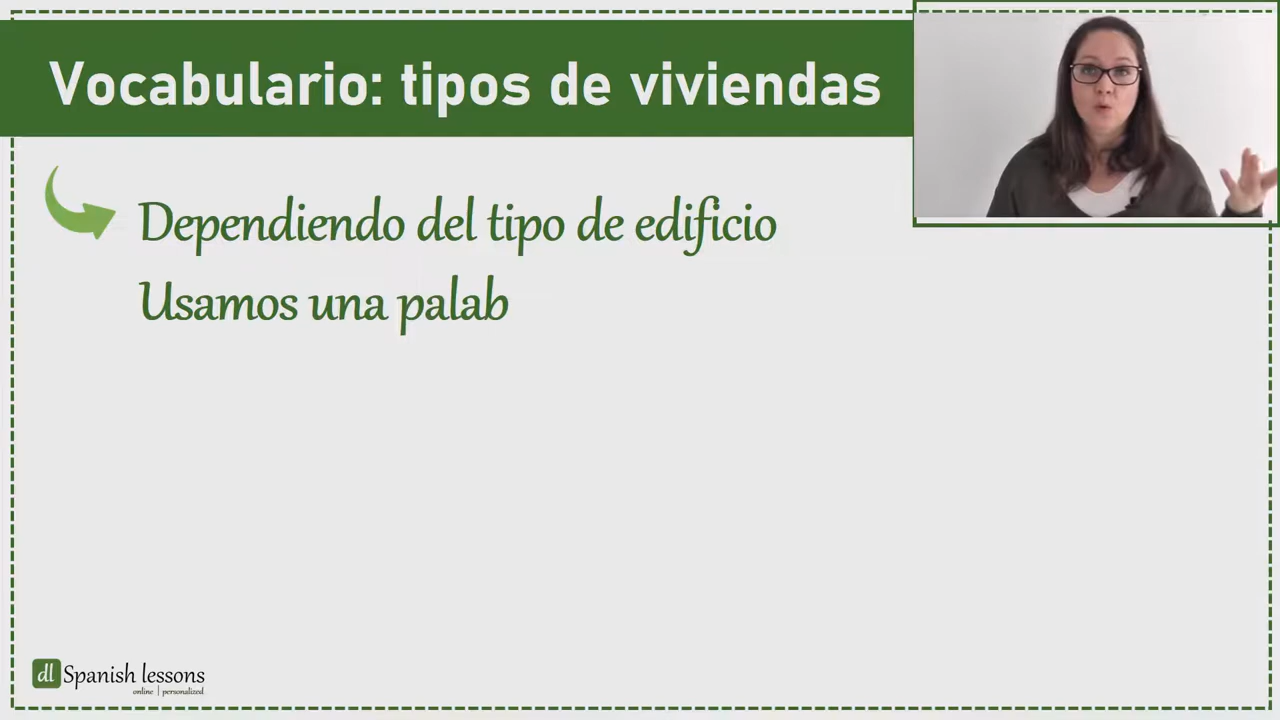 Vocabulario: tipos de viviendas
Dependiendo del tipo de edificio
Usamos una palab
dl Spanish lessons
online | personalized